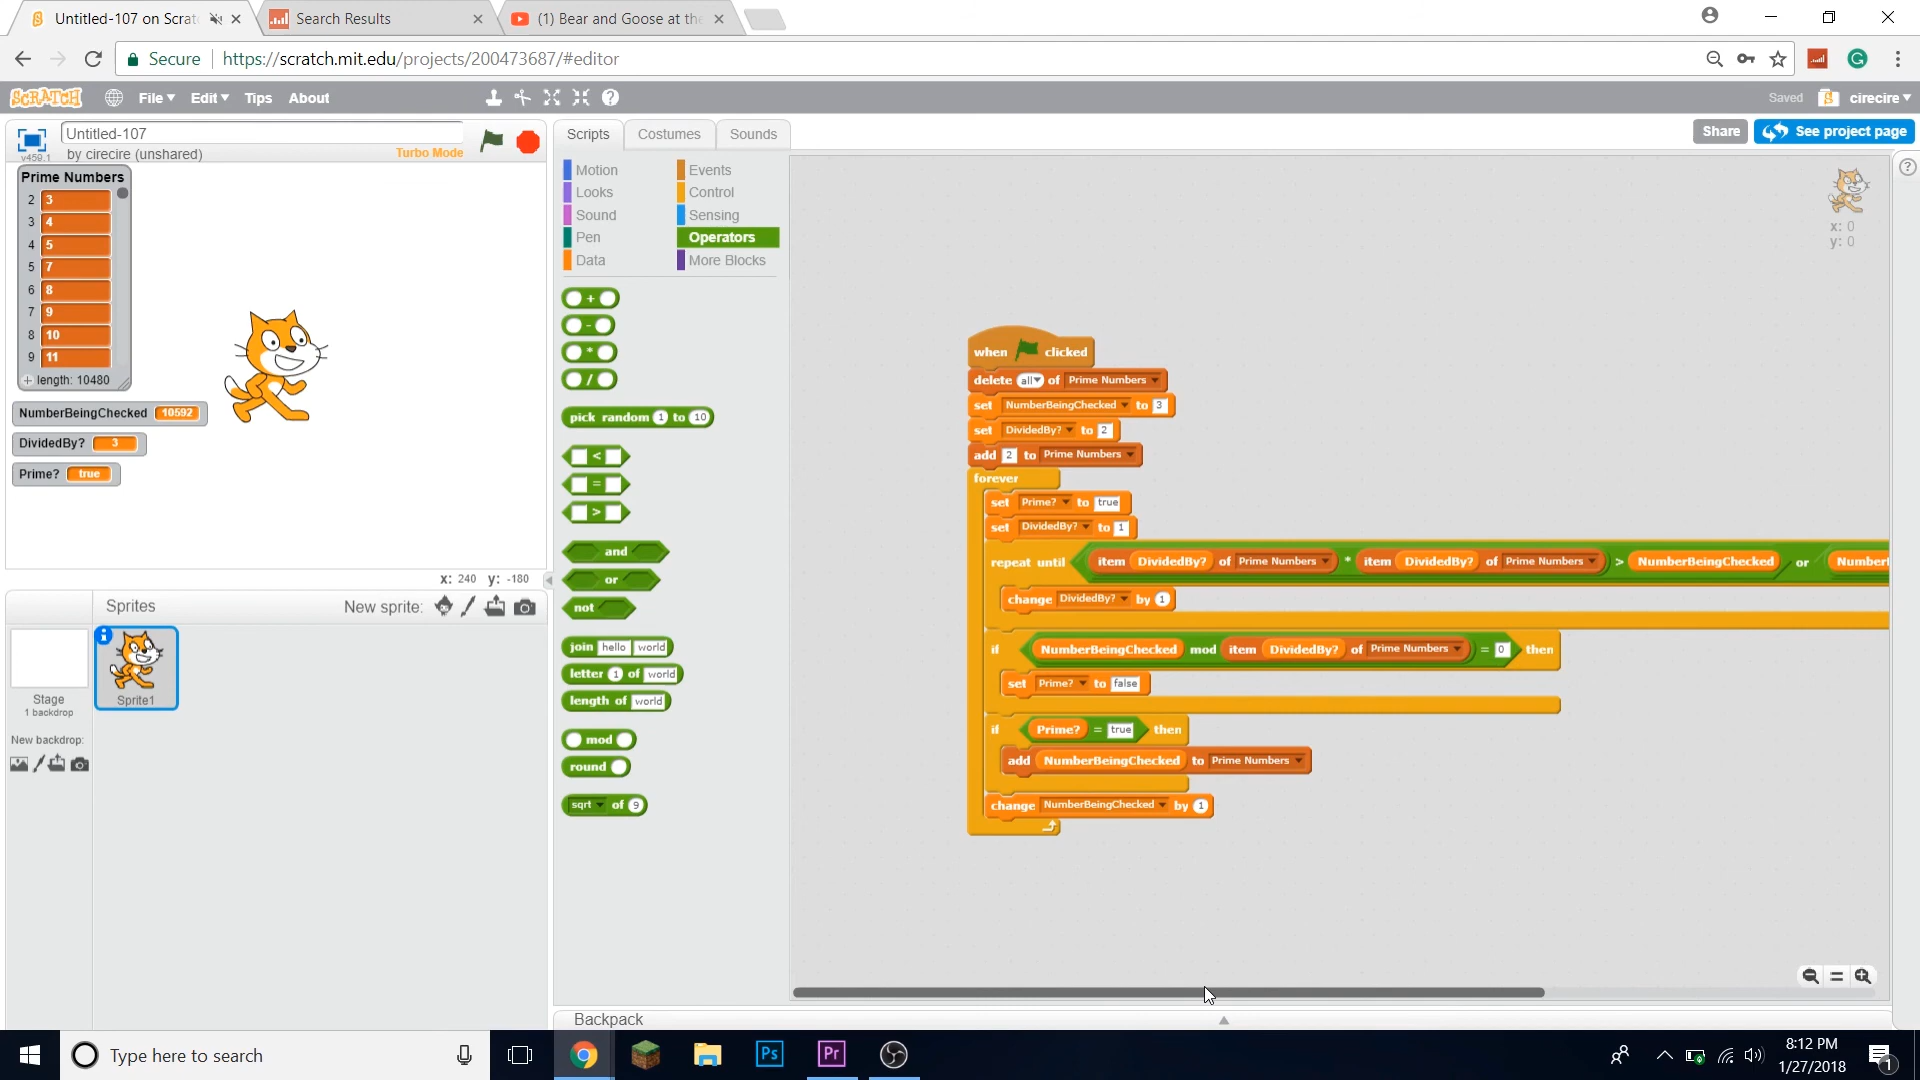 Untitled-107 on Scrat
Search Results
(1) Bear and Goose at the
Secure
https://scratch.mit.edu/projects/200473687/#editor
SCRATCH
File
Edit
Tips
About
Saved
cirecire
Untitled-107
by cirecire (unshared)
v459.1
Turbo Mode
Scripts
Costumes
Sounds
Share
See project page
Prime Numbers
2 3
3 4
4 5
5 7
6 8
7 9
8 10
9 11
+ length: 10480
NumberBeingChecked 10592
DividedBy? 3
Prime? true
x: 240 y: -180
Sprites
New sprite:
Stage
1 backdrop
New backdrop:
Sprite1
Motion
Events
Looks
Control
Sound
Sensing
Pen
Operators
Data
More Blocks
+
-
*
/
pick random 1 to 10
<
=
>
and
or
not
join hello world
letter 1 of world
length of world
mod
round
sqrt of 9
x: 0
y: 0
when clicked
delete all of Prime Numbers
set NumberBeingChecked to 3
set DividedBy? to 2
add 2 to Prime Numbers
forever
set Prime? to true
set DividedBy? to 1
repeat until item DividedBy? of Prime Numbers * item DividedBy? of Prime Numbers > NumberBeingChecked or Number
change DividedBy? by 1
if NumberBeingChecked mod item DividedBy? of Prime Numbers = 0 then
set Prime? to false
if Prime? = true then
add NumberBeingChecked to Prime Numbers
change NumberBeingChecked by 1
Backpack
Type here to search
Ps
Pr
8:12 PM
1/27/2018
1